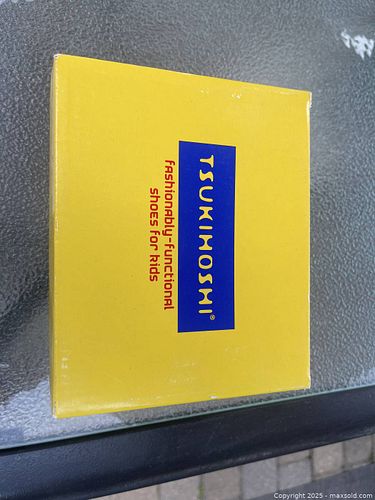 TSUKIHOSHI®
fashionably-functional
shoes for kids
Copyright 2025 - maxsold.com